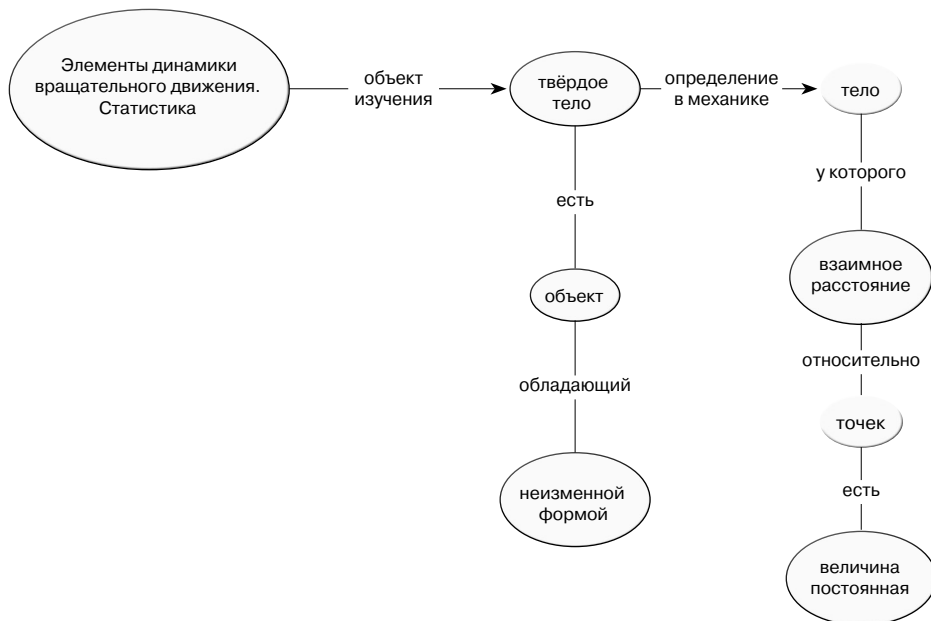 Элементы динамики
вращательного движения.
Статистика
объект
изучения
твёрдое
тело
определение
в механике
тело
есть
у которого
объект
взаимное
расстояние
обладающий
относительно
неизменной
формой
точек
есть
величина
постоянная